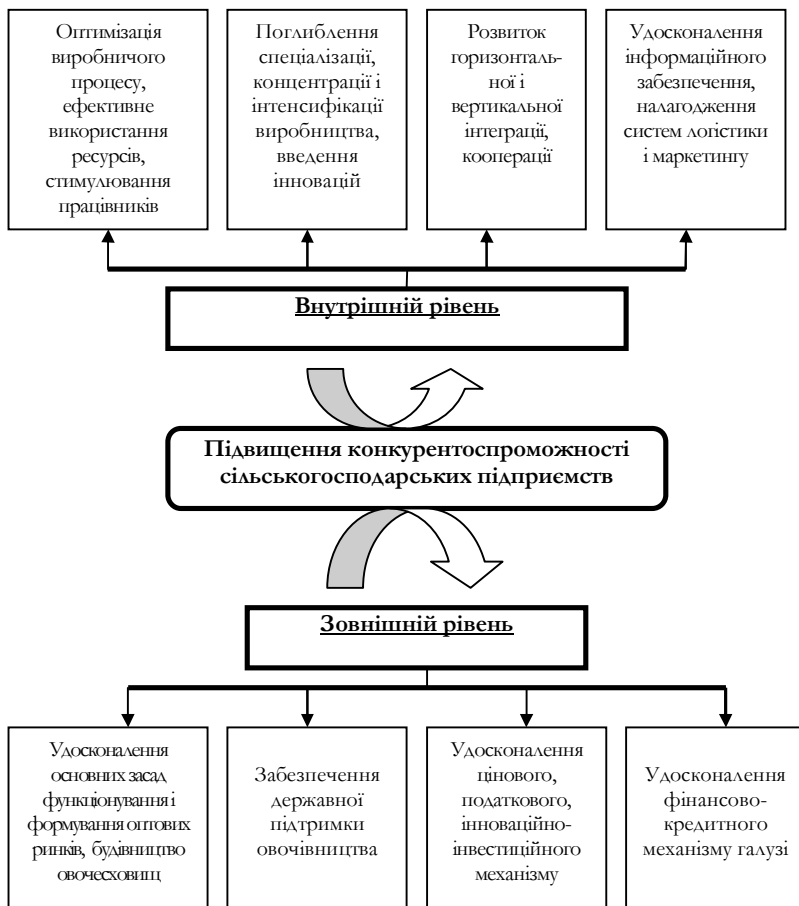 Оптимізація
виробничого
процесу,
ефективне
використання
ресурсів,
стимулювання
працівників
Поглиблення
спеціалізації,
концентрації і
інтенсифікації
виробництва,
введення
інновацій
Розвиток
горизонталь-
ної і
вертикальної
інтеграції,
кооперації
Удосконалення
інформаційного
забезпечення,
налагодження
систем логістики
і маркетингу
Внутрішній рівень
Підвищення конкурентоспроможності
сільськогосподарських підприємств
Зовнішній рівень
Удосконалення
основних засад
функціонування і
формування оптових
ринків, будівництво
овочесховищ
Забезпечення
державної
підтримки
овочівництва
Удосконалення
цінового,
податкового,
інноваційно-
інвестиційного
механізму
Удосконалення
фінансово-
кредитного
механізму галузі